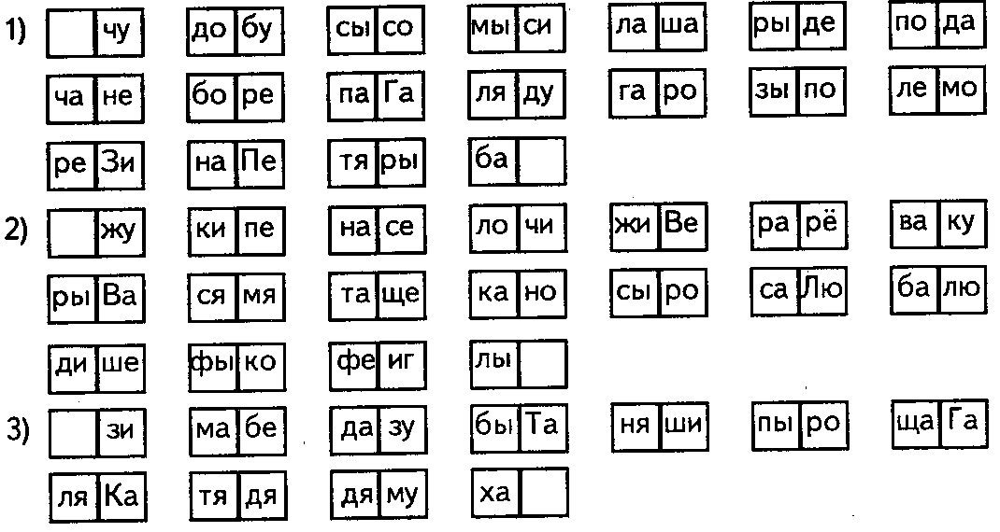 1) чу до бу сы со мы си ла ша ры де по да
ча не бо ре па Га ля ду га ро зы по ле мо
ре Зи на Пе тя ры ба
2) жу ки пе на се ло чи жи Ве ра рё ва ку
ры Ва ся мя та ще ка но сы ро са Лю ба лю
ди ше фы ко фе иг лы
3) зи ма бе да зу бы Та ня ши пы ро ща Га
ля Ка тя дя дя му ха